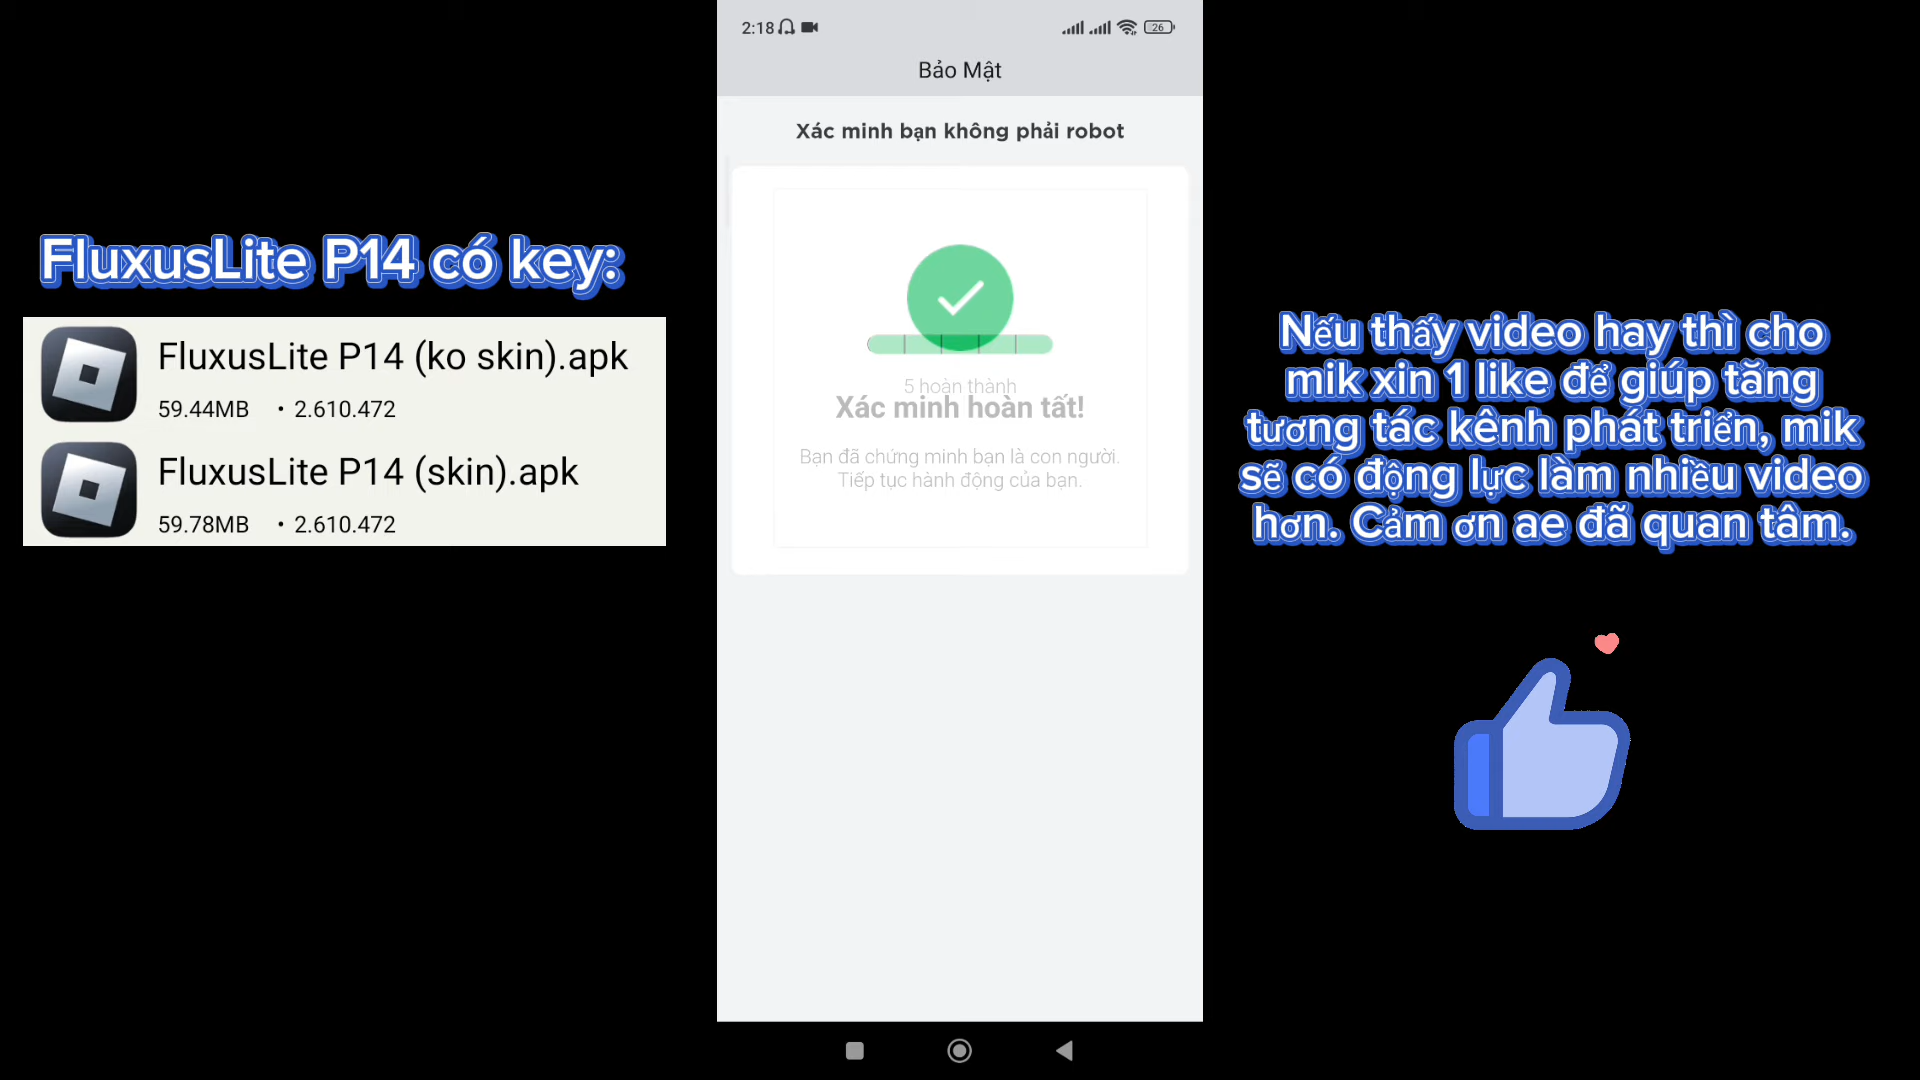 2:18
26
Bảo Mật
Xác minh bạn không phải robot
5 hoàn thành
Xác minh hoàn tất!
Bạn đã chứng minh bạn là con người.
Tiếp tục hành động của bạn.
FluxusLite P14 có key:
FluxusLite P14 (ko skin).apk
59.44MB • 2.610.472
FluxusLite P14 (skin).apk
59.78MB • 2.610.472
Nếu thấy video hay thì cho
mik xin 1 like để giúp tăng
tương tác kênh phát triển, mik
sẽ có động lực làm nhiều video
hơn. Cảm ơn ae đã quan tâm.